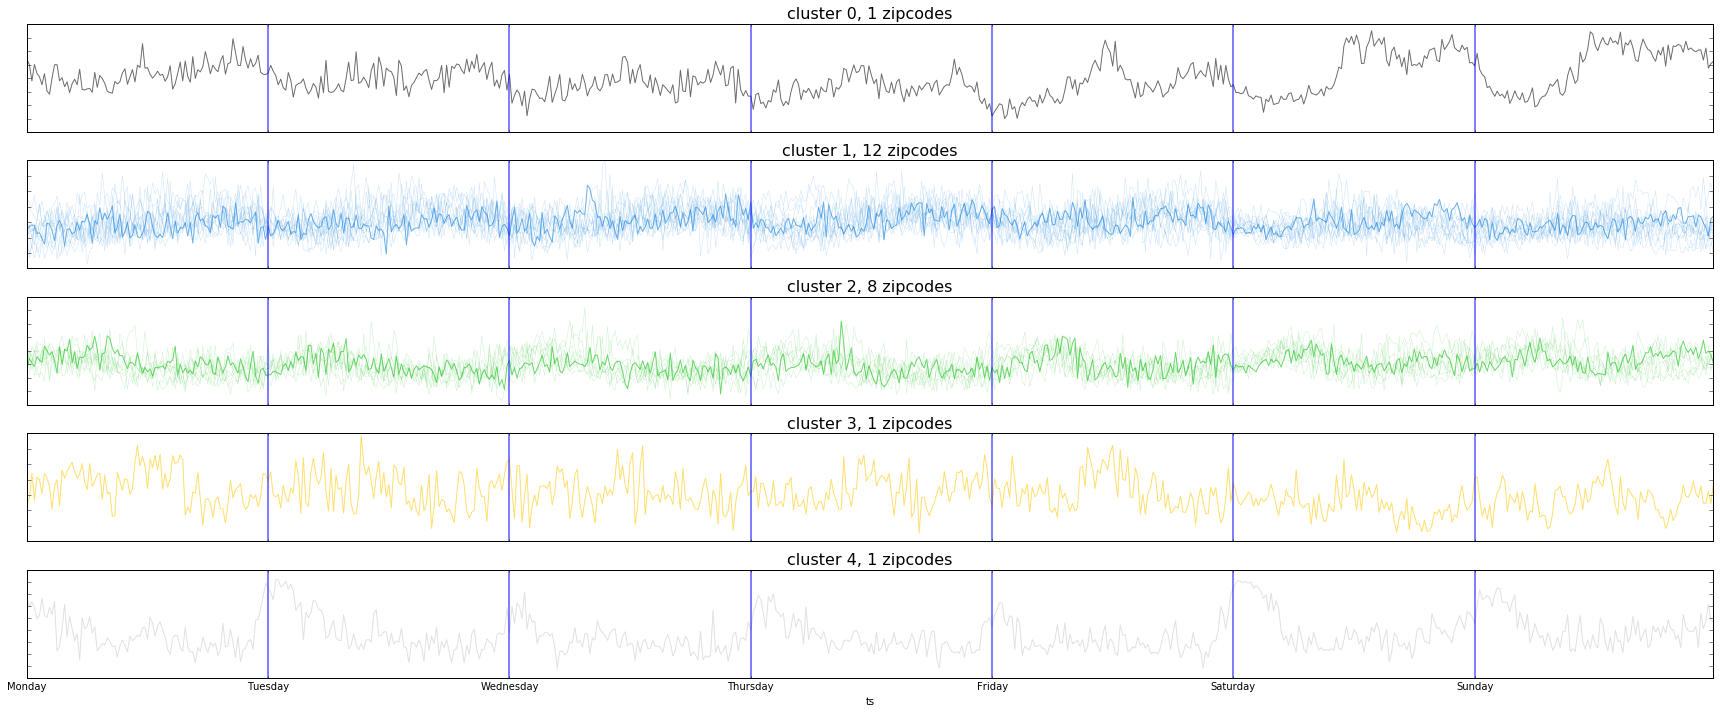 cluster 0, 1 zipcodes
cluster 1, 12 zipcodes
cluster 2, 8 zipcodes
cluster 3, 1 zipcodes
cluster 4, 1 zipcodes
Monday Tuesday Wednesday Thursday Friday Saturday Sunday
ts